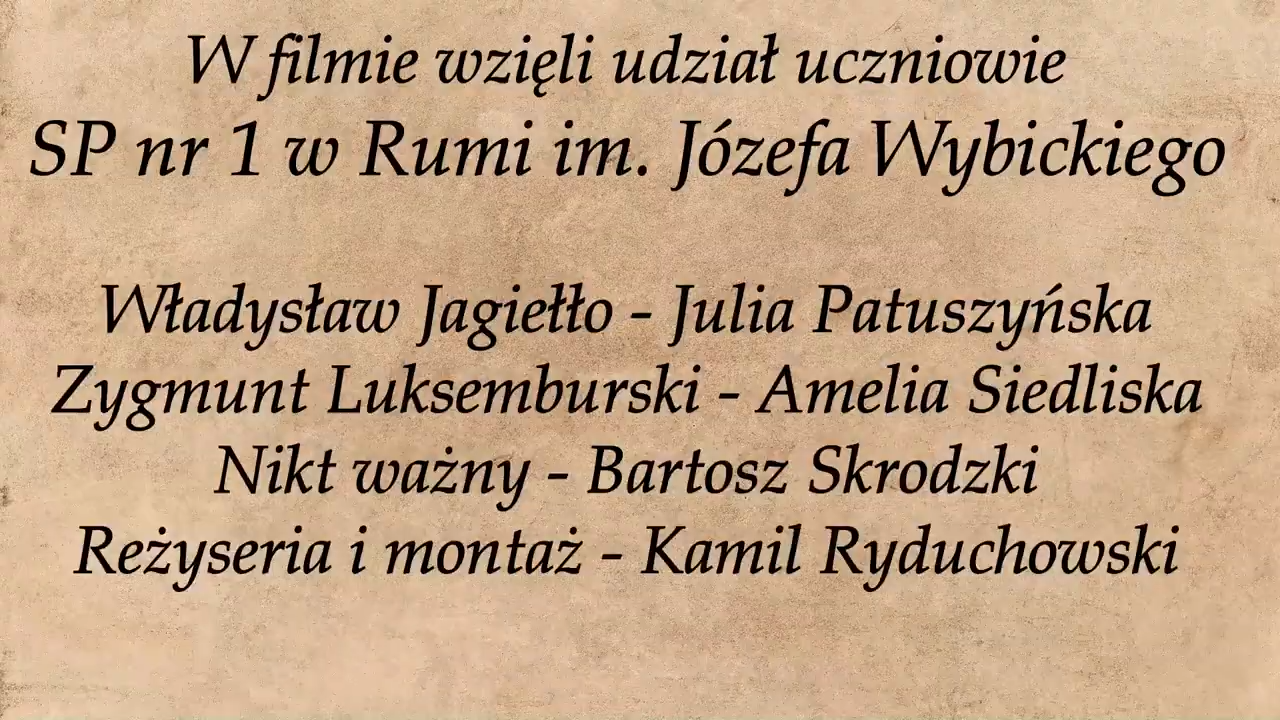 W filmie wzięli udział uczniowie
SP nr 1 w Rumi im. Józefa Wybickiego
Władysław Jagiełło - Julia Patuszyńska
Zygmunt Luksemburski - Amelia Siedliska
Nikt ważny - Bartosz Skrodzki
Reżyseria i montaż - Kamil Ryduchowski